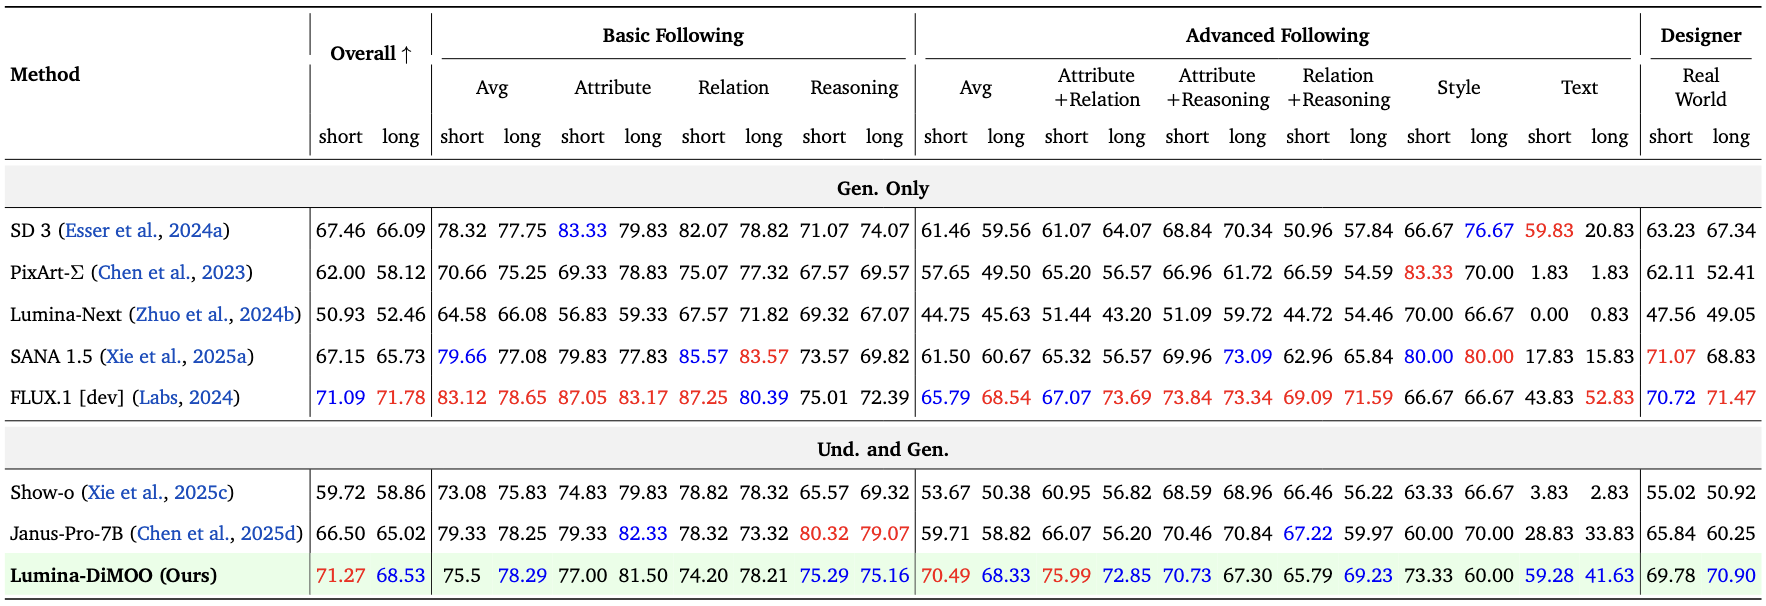 Method Overall ↑ Basic Following Advanced Following Designer
Avg Attribute Relation Reasoning Avg Attribute +Relation Attribute +Reasoning Relation +Reasoning Style Text Real World
short long short long short long short long short long short long short long short long short long short long short long short long
Gen. Only
SD 3 (Esser et al., 2024a) 67.46 66.09 78.32 77.75 83.33 79.83 82.07 78.82 71.07 74.07 61.46 59.56 61.07 64.07 68.84 70.34 50.96 57.84 66.67 76.67 59.83 20.83 63.23 67.34
PixArt-Σ (Chen et al., 2023) 62.00 58.12 70.66 75.25 69.33 78.83 75.07 77.32 67.57 69.57 57.65 49.50 65.20 56.57 66.96 61.72 66.59 54.59 83.33 70.00 1.83 1.83 62.11 52.41
Lumina-Next (Zhuo et al., 2024b) 50.93 52.46 64.58 66.08 56.83 59.33 67.57 71.82 69.32 67.07 44.75 45.63 51.44 43.20 51.09 59.72 44.72 54.46 70.00 66.67 0.00 0.83 47.56 49.05
SANA 1.5 (Xie et al., 2025a) 67.15 65.73 79.66 77.08 79.83 77.83 85.57 83.57 73.57 69.82 61.50 60.67 65.32 56.57 69.96 73.09 62.96 65.84 80.00 80.00 17.83 15.83 71.07 68.83
FLUX.1 [dev] (Labs, 2024) 71.09 71.78 83.12 78.65 87.05 83.17 87.25 80.39 75.01 72.39 65.79 68.54 67.07 73.69 73.84 73.34 69.09 71.59 66.67 66.67 43.83 52.83 70.72 71.47
Und. and Gen.
Show-o (Xie et al., 2025c) 59.72 58.86 73.08 75.83 74.83 79.83 78.82 78.32 65.57 69.32 53.67 50.38 60.95 56.82 68.59 68.96 66.46 56.22 63.33 66.67 3.83 2.83 55.02 50.92
Janus-Pro-7B (Chen et al., 2025d) 66.50 65.02 79.33 78.25 79.33 82.33 78.32 73.32 80.32 79.07 59.71 58.82 66.07 56.20 70.46 70.84 67.22 59.97 60.00 70.00 28.83 33.83 65.84 60.25
Lumina-DiMOO (Ours) 71.27 68.53 75.5 78.29 77.00 81.50 74.20 78.21 75.29 75.16 70.49 68.33 75.99 72.85 70.73 67.30 65.79 69.23 73.33 60.00 59.28 41.63 69.78 70.90